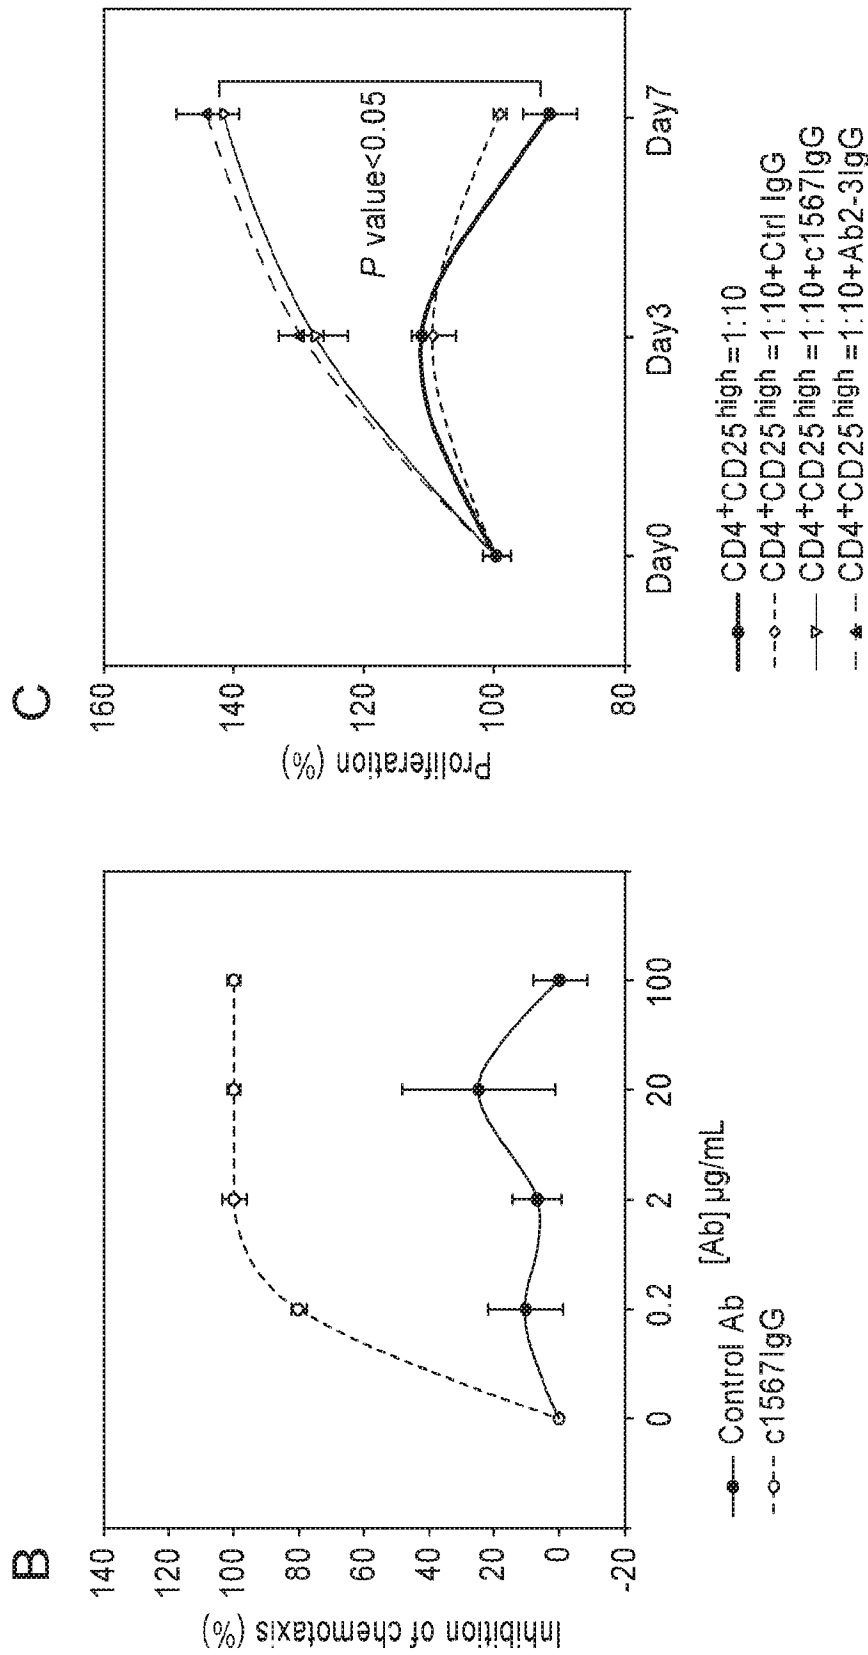 B
Inhibition of chemotaxis (%)
140
120
100
80
60
40
20
0
-20
0
0.2
2
20
100
[Ab] µg/mL
Control Ab
c1567IgG
C
Proliferation (%)
160
140
120
100
80
P value<0.05
Day0
Day3
Day7
CD4+CD25high=1:10
CD4+CD25high=1:10+Ctrl IgG
CD4+CD25high=1:10+c1567IgG
CD4+CD25high=1:10+Ab2-3IgG